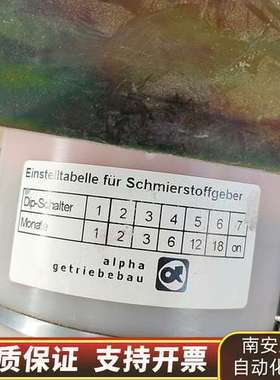 Einstelltabelle für Schmierstoffgeber
Dip-Schalter 1 2 3 4 5 6 7
Monate 1 2 3 6 12 18 on
alpha
getriebebau
质保证 支持开票
南安
自动化